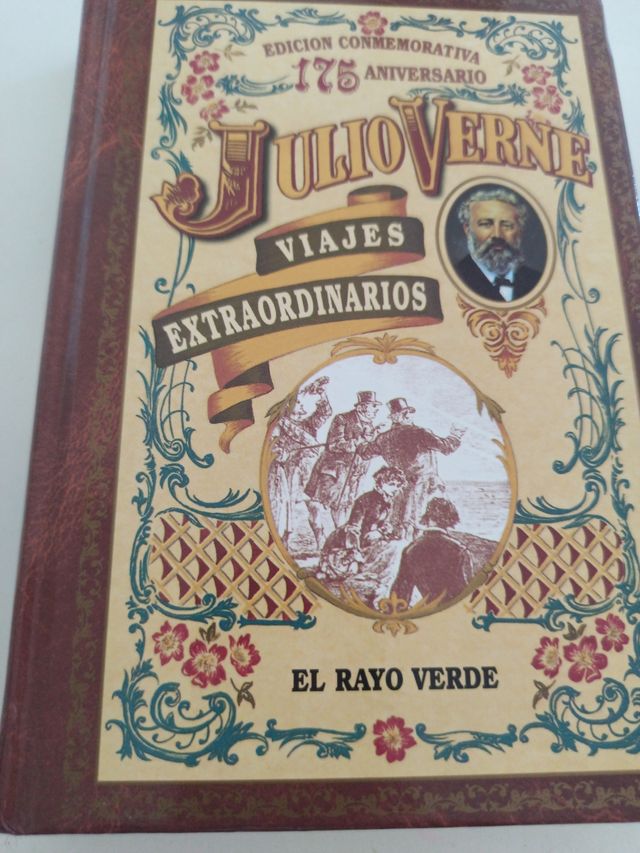 EDICION CONMEMORATIVA
175 ANIVERSARIO
JULIO VERNE
VIAJES
EXTRAORDINARIOS
EL RAYO VERDE